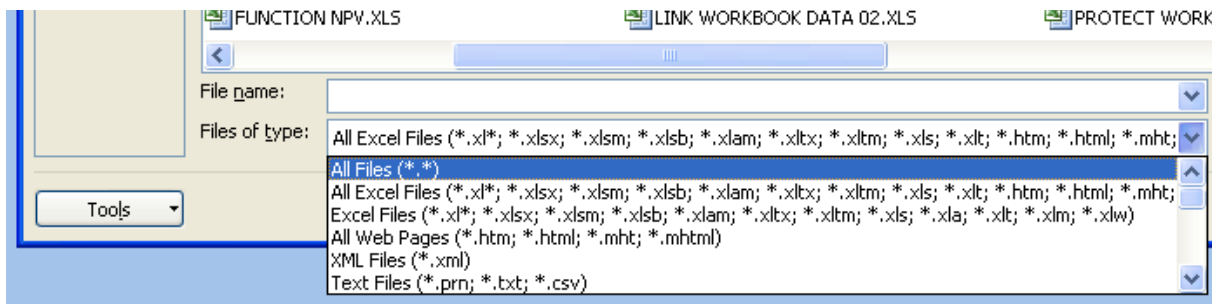 FUNCTION NPV.XLS LINK WORKBOOK DATA 02.XLS PROTECT WORK
File name:
Files of type: All Excel Files (*.xl*; *.xlsx; *.xlsm; *.xlsb; *.xlam; *.xltx; *.xltm; *.xls; *.xlt; *.htm; *.html; *.mht;
All Files (*.*)
All Excel Files (*.xl*; *.xlsx; *.xlsm; *.xlsb; *.xlam; *.xltx; *.xltm; *.xls; *.xlt; *.htm; *.html; *.mht;
Excel Files (*.xl*; *.xlsx; *.xlsm; *.xlsb; *.xlam; *.xltx; *.xltm; *.xls; *.xla; *.xlt; *.xlm; *.xlw)
All Web Pages (*.htm; *.html; *.mht; *.mhtml)
XML Files (*.xml)
Text Files (*.prn; *.txt; *.csv)
Tools